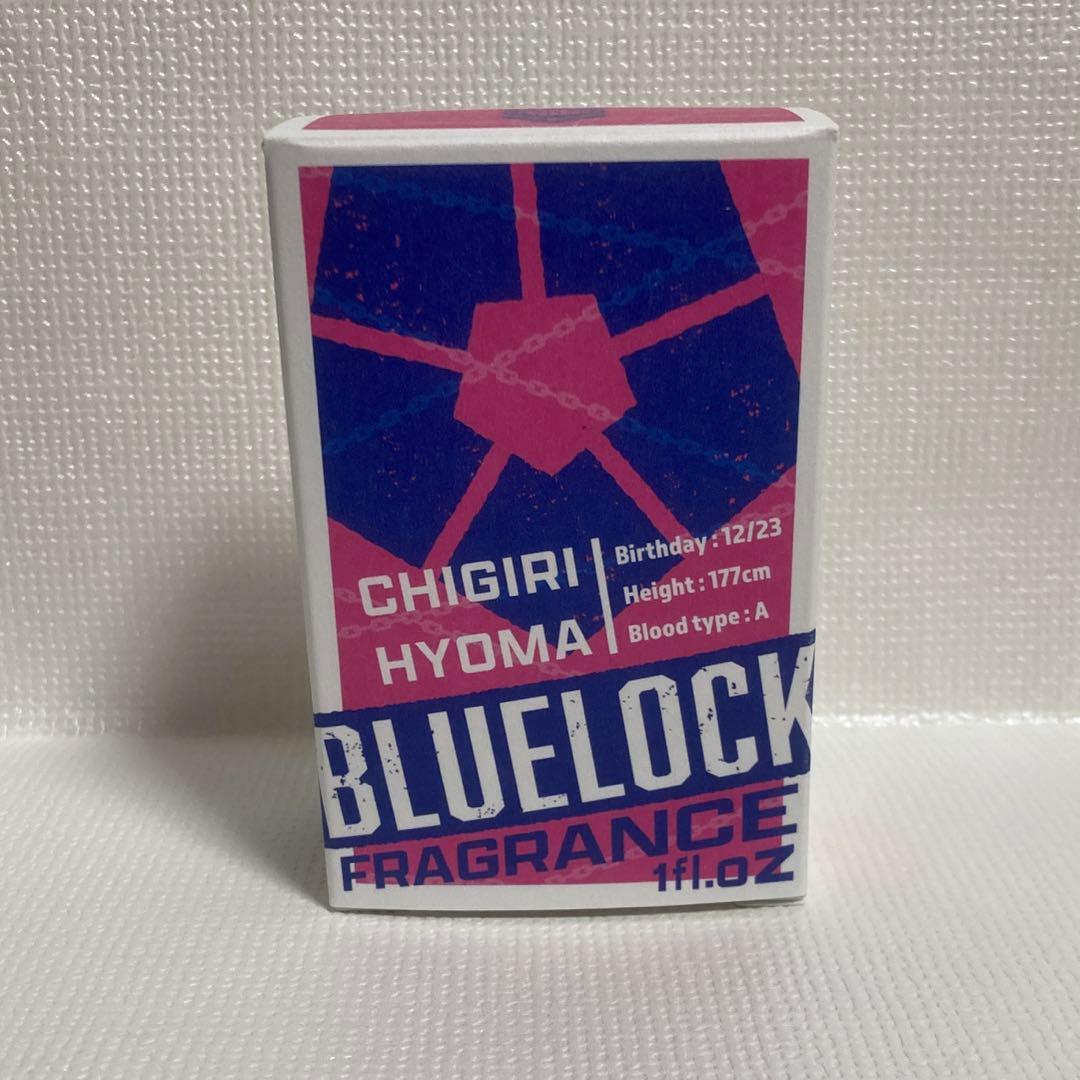 CHIGIRI
HYOMA
Birthday : 12/23
Height : 177cm
Blood type : A
BLUELOCK
FRAGRANCE
1fl.oz